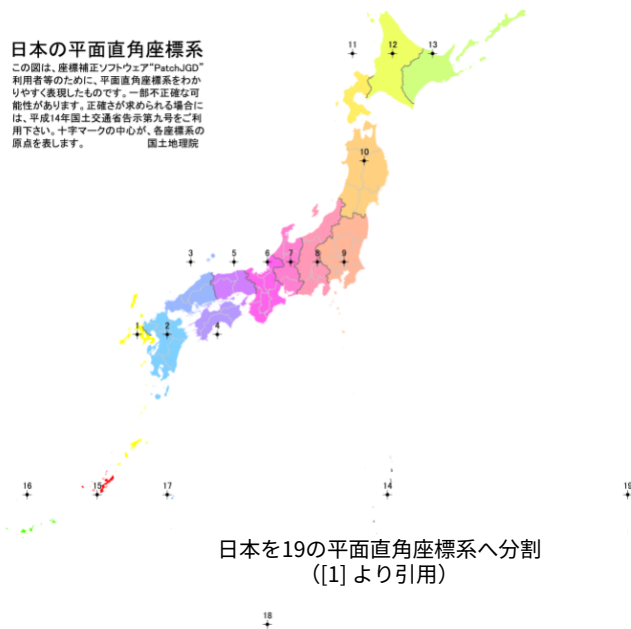 日本の平面直角座標系
この図は、座標補正ソフトウェア"PatchJGD"
利用者等のために、平面直角座標系をわか
りやすく表現したものです。一部不正確な可
能性があります。正確さが求められる場合に
は、平成14年国土交通省告示第九号をご利
用下さい。十字マークの中心が、各座標系の
原点を表します。 国土地理院
11 12 13
10
3 5 6 7 8 9
1 2 4
16 15 17 14 19
日本を19の平面直角座標系へ分割
（[1] より引用）
18